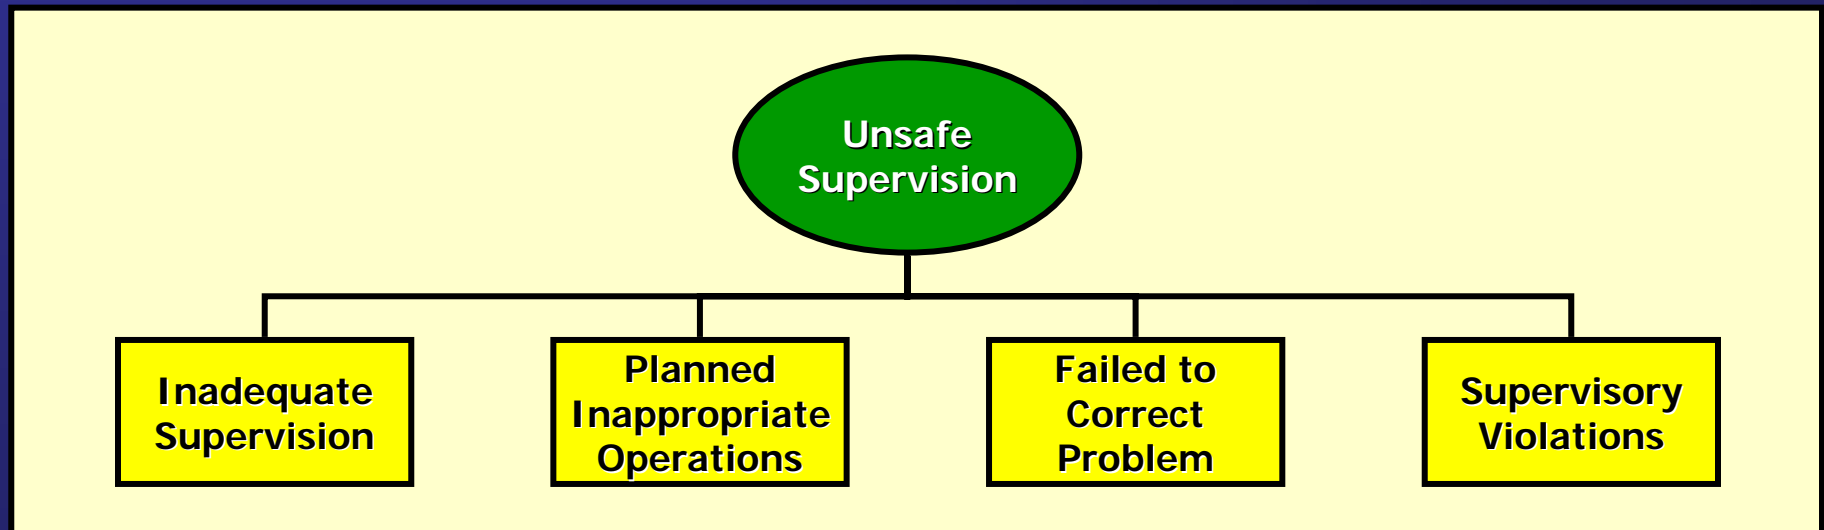 Unsafe
Supervision
Inadequate
Supervision
Planned
Inappropriate
Operations
Failed to
Correct
Problem
Supervisory
Violations